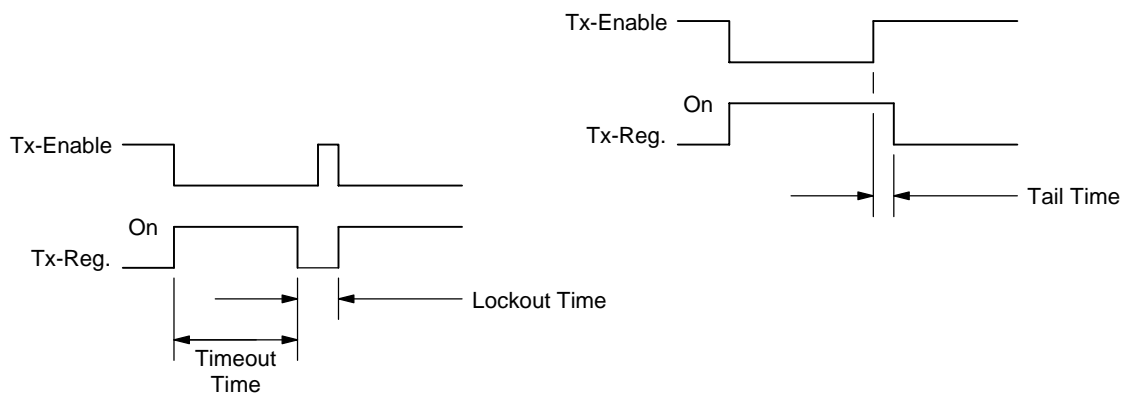 Tx-Enable
On
Tx-Reg.
Lockout Time
Timeout
Time
Tx-Enable
On
Tx-Reg.
Tail Time